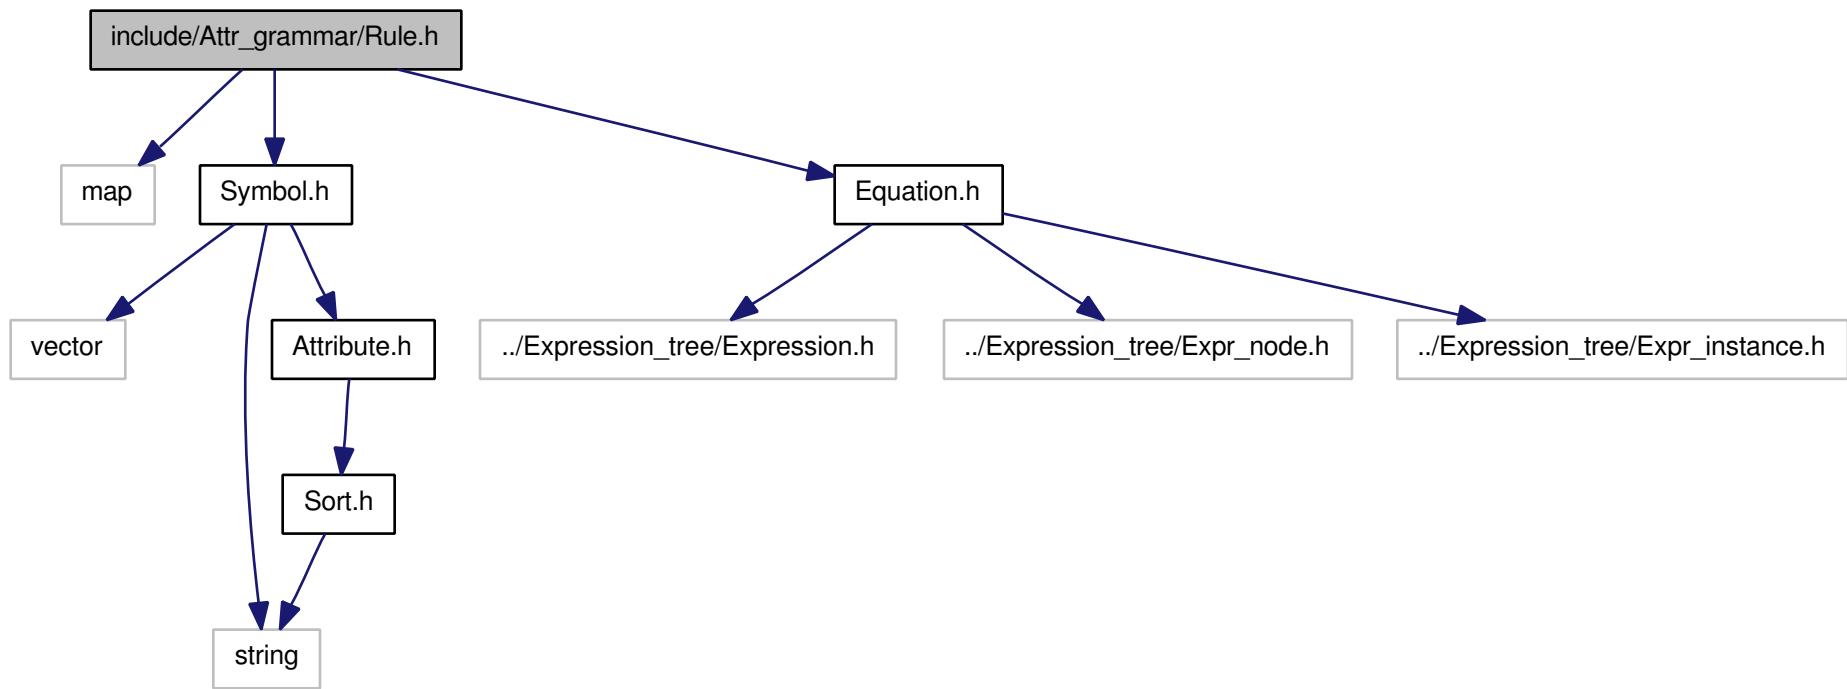 include/Attr_grammar/Rule.h
map
Symbol.h
Equation.h
vector
Attribute.h
../Expression_tree/Expression.h
../Expression_tree/Expr_node.h
../Expression_tree/Expr_instance.h
Sort.h
string